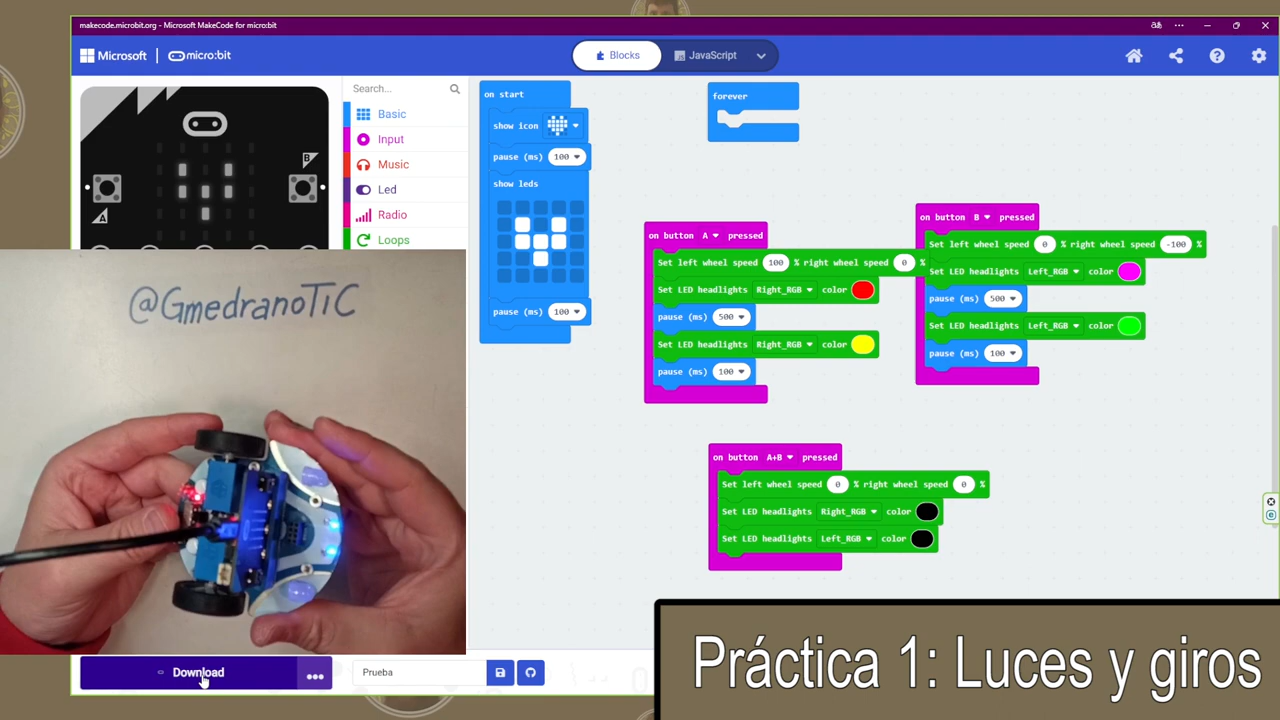 makecode.microbit.org - Microsoft MakeCode for micro:bit
Microsoft micro:bit
Blocks JavaScript
Search...
Basic
Input
Music
Led
Radio
Loops
A
B
on start
show icon
pause (ms) 100
show leds
pause (ms) 100
forever
on button A pressed
Set left wheel speed 100 % right wheel speed 0 %
Set LED headlights Right_RGB color
pause (ms) 500
Set LED headlights Right_RGB color
pause (ms) 100
on button B pressed
Set left wheel speed 0 % right wheel speed -100 %
Set LED headlights Left_RGB color
pause (ms) 500
Set LED headlights Left_RGB color
pause (ms) 100
on button A+B pressed
Set left wheel speed 0 % right wheel speed 0 %
Set LED headlights Right_RGB color
Set LED headlights Left_RGB color
@GmedranoTIC
Download ...
Prueba
Práctica 1: Luces y giros